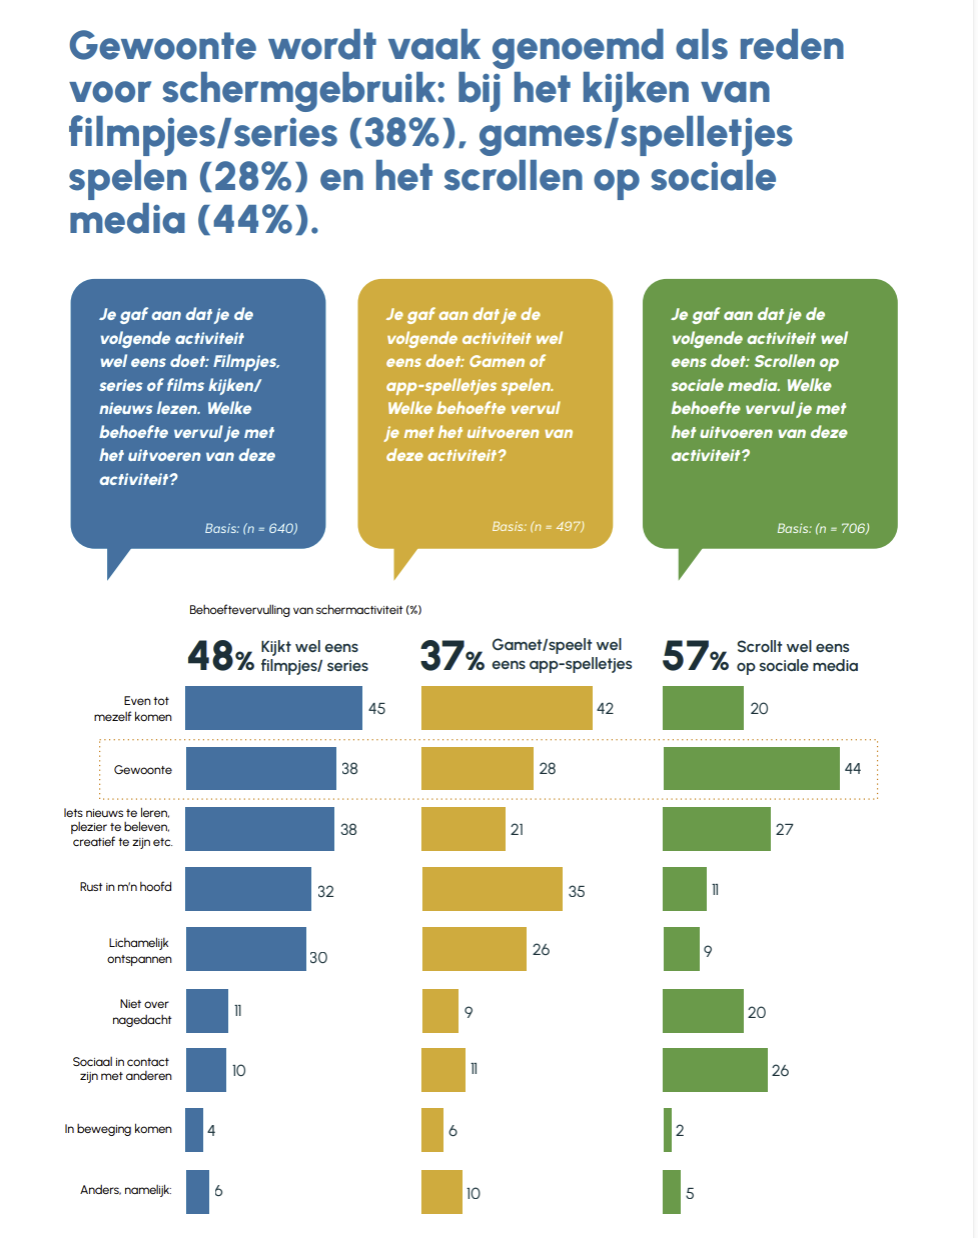 Gewoonte wordt vaak genoemd als reden
voor schermgebruik: bij het kijken van
filmpjes/series (38%), games/spelletjes
spelen (28%) en het scrollen op sociale
media (44%).
Je gaf aan dat je de
volgende activiteit
wel eens doet: Filmpjes,
series of films kijken/
nieuws lezen. Welke
behoefte vervul je met
het uitvoeren van deze
activiteit?
Basis: (n = 640)
Je gaf aan dat je de
volgende activiteit wel
eens doet: Gamen of
app-spelletjes spelen.
Welke behoefte vervul
je met het uitvoeren van
deze activiteit?
Basis: (n = 497)
Je gaf aan dat je de
volgende activiteit wel
eens doet: Scrollen op
sociale media. Welke
behoefte vervul je met
het uitvoeren van deze
activiteit?
Basis: (n = 706)
Behoeftevervulling van schermactiviteit (%)
48% Kijkt wel eens
filmpjes/ series
37% Gamet/speelt wel
eens app-spelletjes
57% Scrollt wel eens
op sociale media
Even tot
mezelf komen
45 42 20
Gewoonte 38 28 44
Iets nieuws te leren,
plezier te beleven,
creatief te zijn etc.
38 21 27
Rust in m'n hoofd 32 35 11
Lichamelijk
ontspannen
30 26 9
Niet over
nagedacht
11 9 20
Sociaal in contact
zijn met anderen
10 11 26
In beweging komen 4 6 2
Anders, namelijk: 6 10 5